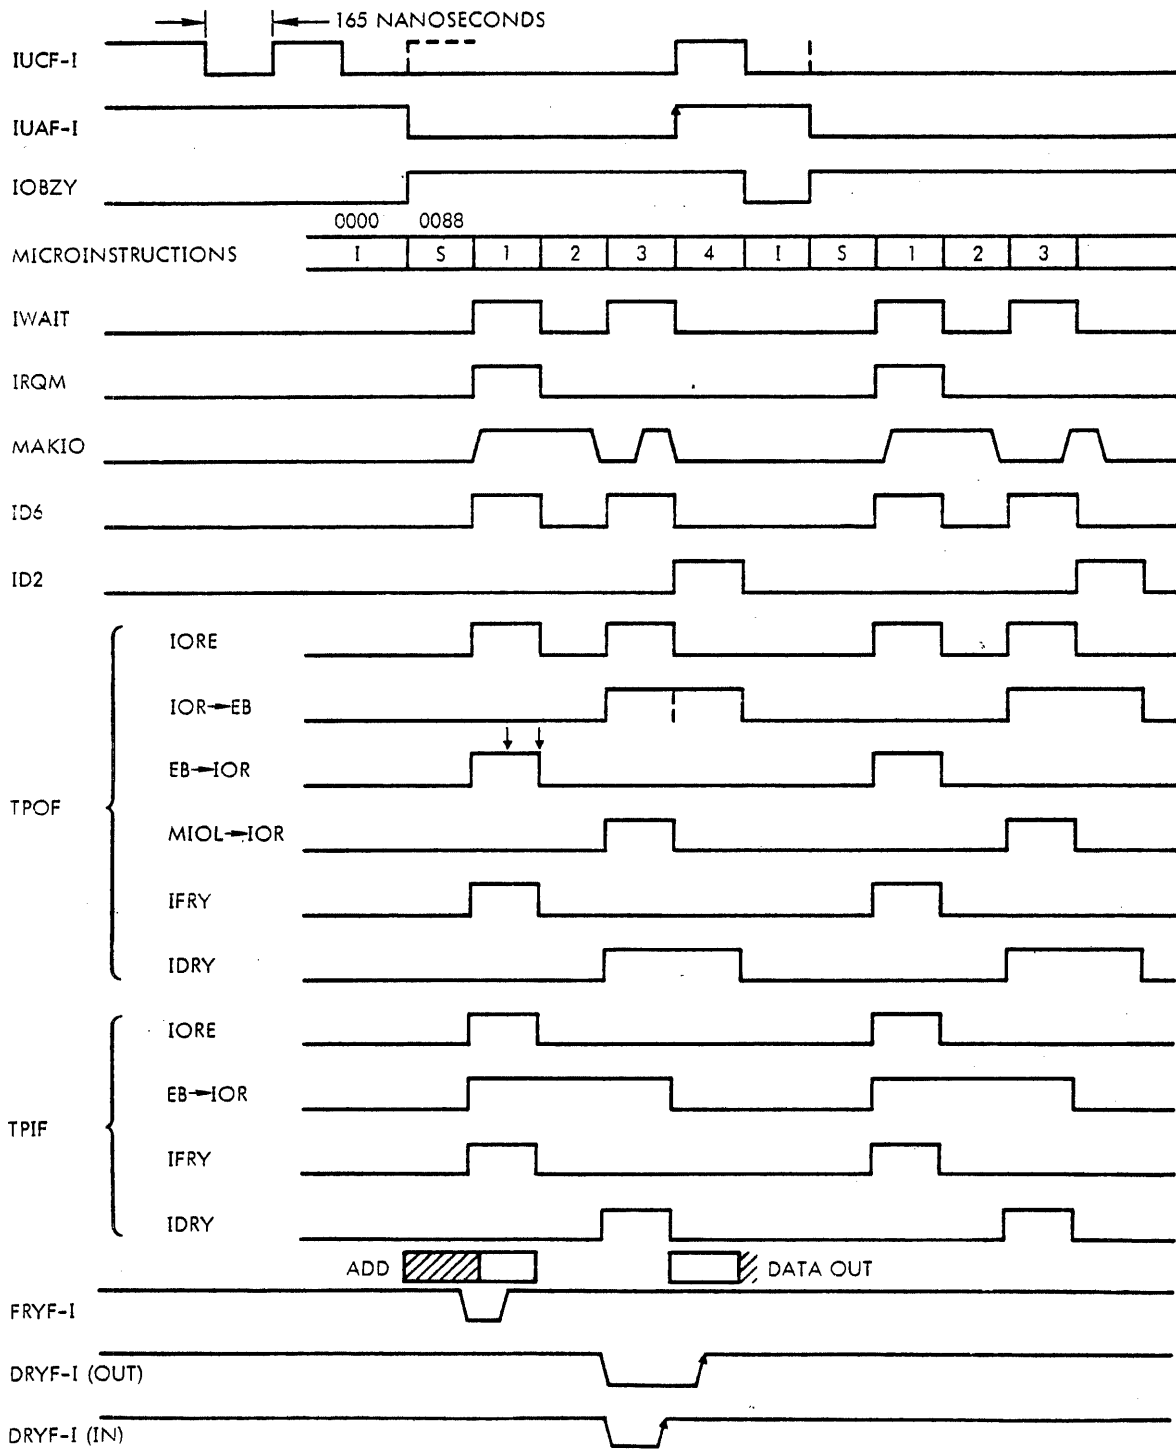 165 NANOSECONDS
IUCF-I
IUAF-I
IOBZY
0000 0088
MICROINSTRUCTIONS I S 1 2 3 4 I S 1 2 3
IWAIT
IRQM
MAKIO
ID6
ID2
IORE
IOR→EB
EB→IOR
TPOF
MIOL→IOR
IFRY
IDRY
IORE
EB→IOR
TPIF
IFRY
IDRY
ADD DATA OUT
FRYF-I
DRYF-I (OUT)
DRYF-I (IN)